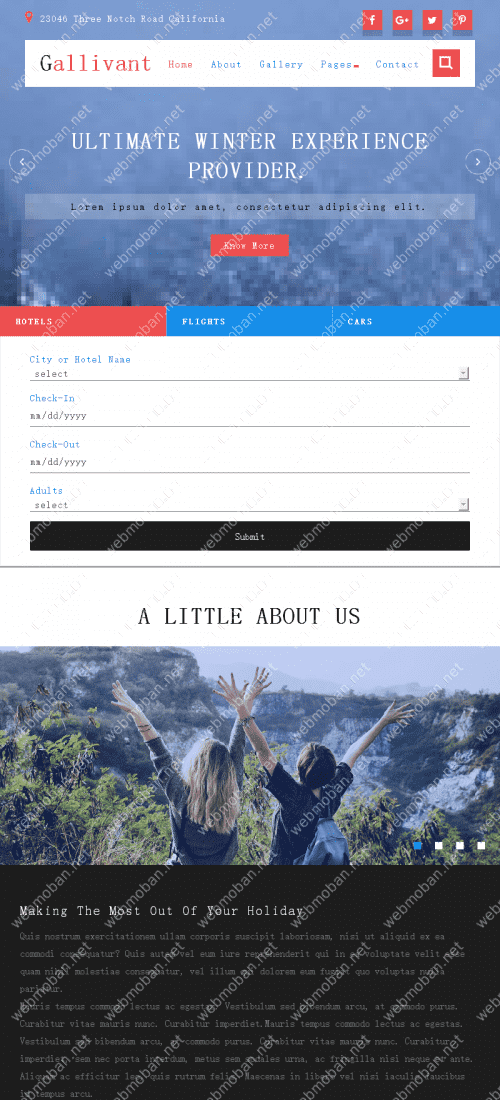 23046 Three Notch Road California
Gallivant Home About Gallery Pages Contact
ULTIMATE WINTER EXPERIENCE
PROVIDER.
Lorem ipsum dolor amet, consectetur adipiscing elit.
Know More
HOTELS FLIGHTS CARS
City or Hotel Name
select
Check-In
mm/dd/yyyy
Check-Out
mm/dd/yyyy
Adults
select
Submit
A LITTLE ABOUT US
Making The Most Out Of Your Holiday
Quis nostrum exercitationem ullam corporis suscipit laboriosam, nisi ut aliquid ex ea
commodi consequatur? Quis autem vel eum iure reprehenderit qui in ea voluptate velit esse
quam nihil molestiae consequatur, vel illum qui dolorem eum fugiat quo voluptas nulla
pariatur.
Mauris tempus commodo lectus ac egestas. Vestibulum sed bibendum arcu, at commodo purus.
Curabitur vitae mauris nunc. Curabitur imperdiet.Mauris tempus commodo lectus ac egestas.
Vestibulum sed bibendum arcu, at commodo purus. Curabitur vitae mauris nunc. Curabitur
imperdiet sem nec porta interdum, metus sem sodales urna, ac fringilla nisi neque et ante.
Aliquam ac efficitur leo, quis rutrum felis. Maecenas in libero vel nisi iaculis faucibus
in tempus arcu.
webmoban.net